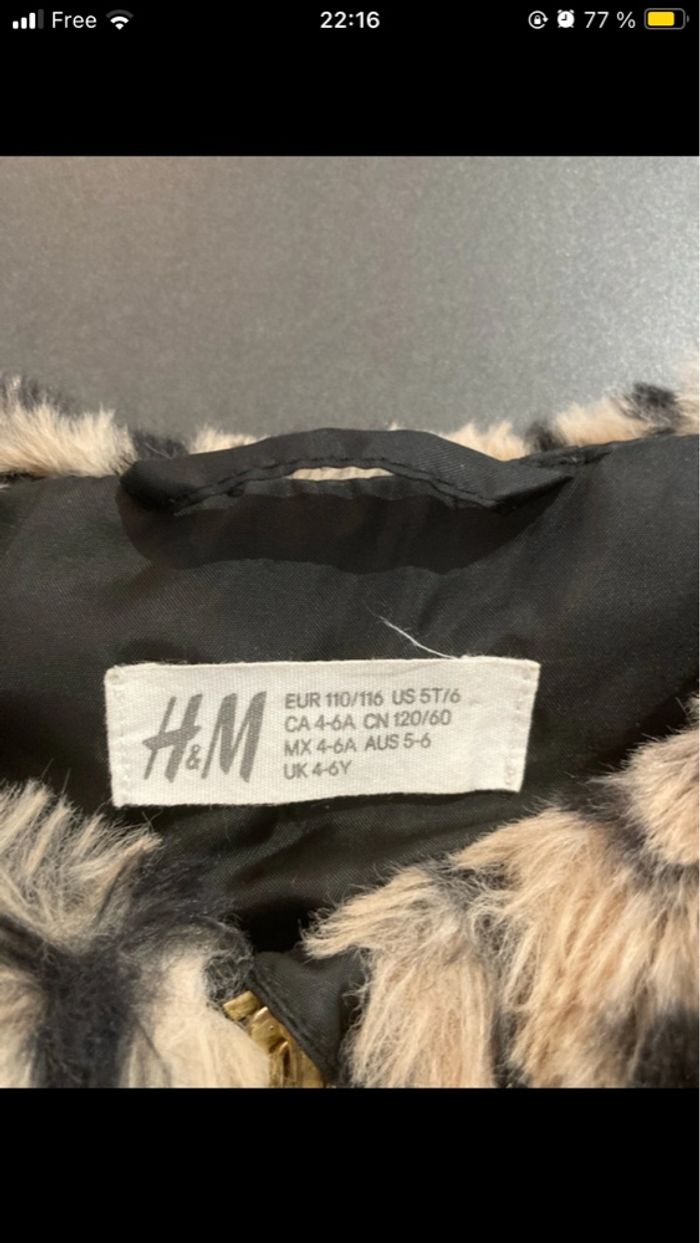 Free 22:16 77 %
H&M
EUR 110/116 US 5T/6
CA 4-6A CN 120/60
MX 4-6A AUS 5-6
UK 4-6Y